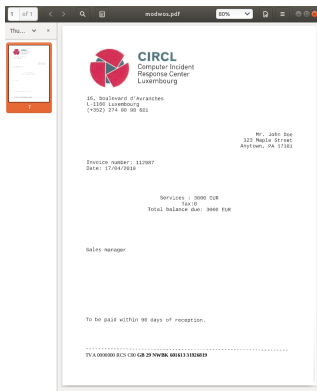 1 of 1
modwos.pdf
80%
Thu...
1
CIRCL
Computer Incident
Response Center
Luxembourg
16, boulevard d'Avranches
L-1160 Luxembourg
(+352) 274 00 98 601
Mr. John Doe
123 Maple Street
Anytown, PA 17101
Invoice number: 112987
Date: 17/04/2019
Services : 3000 EUR
Tax:0
Total balance due: 3000 EUR
Sales manager
To be paid within 90 days of reception.
TVA 0000000 RCS C00 GB 29 NWBK 601613 31926819